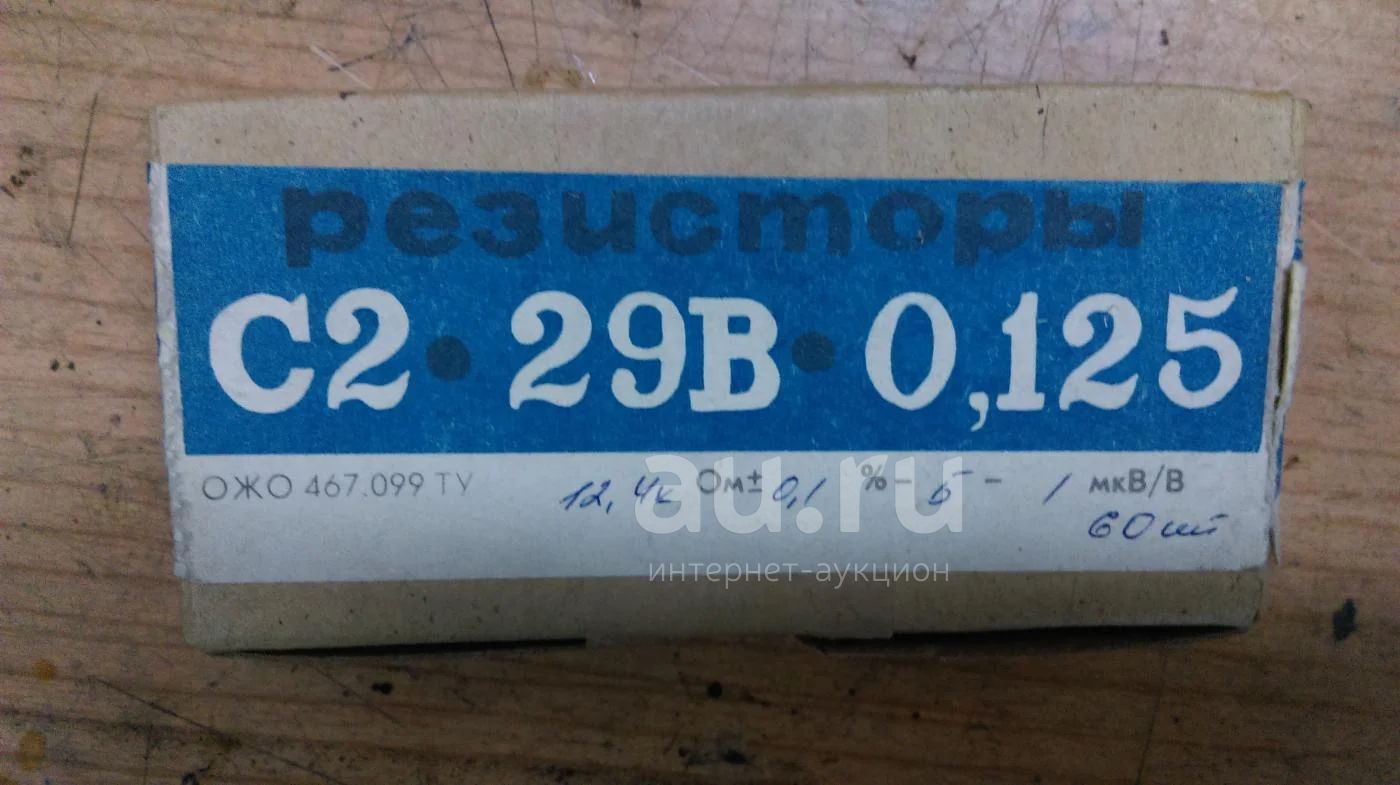 резисторы
С2·29В·0,125
ОЖО 467.099 ТУ 12,4к Ом± 0,1 %– Б – 1 мкВ/В
60 шт
au.ru
интернет-аукцион